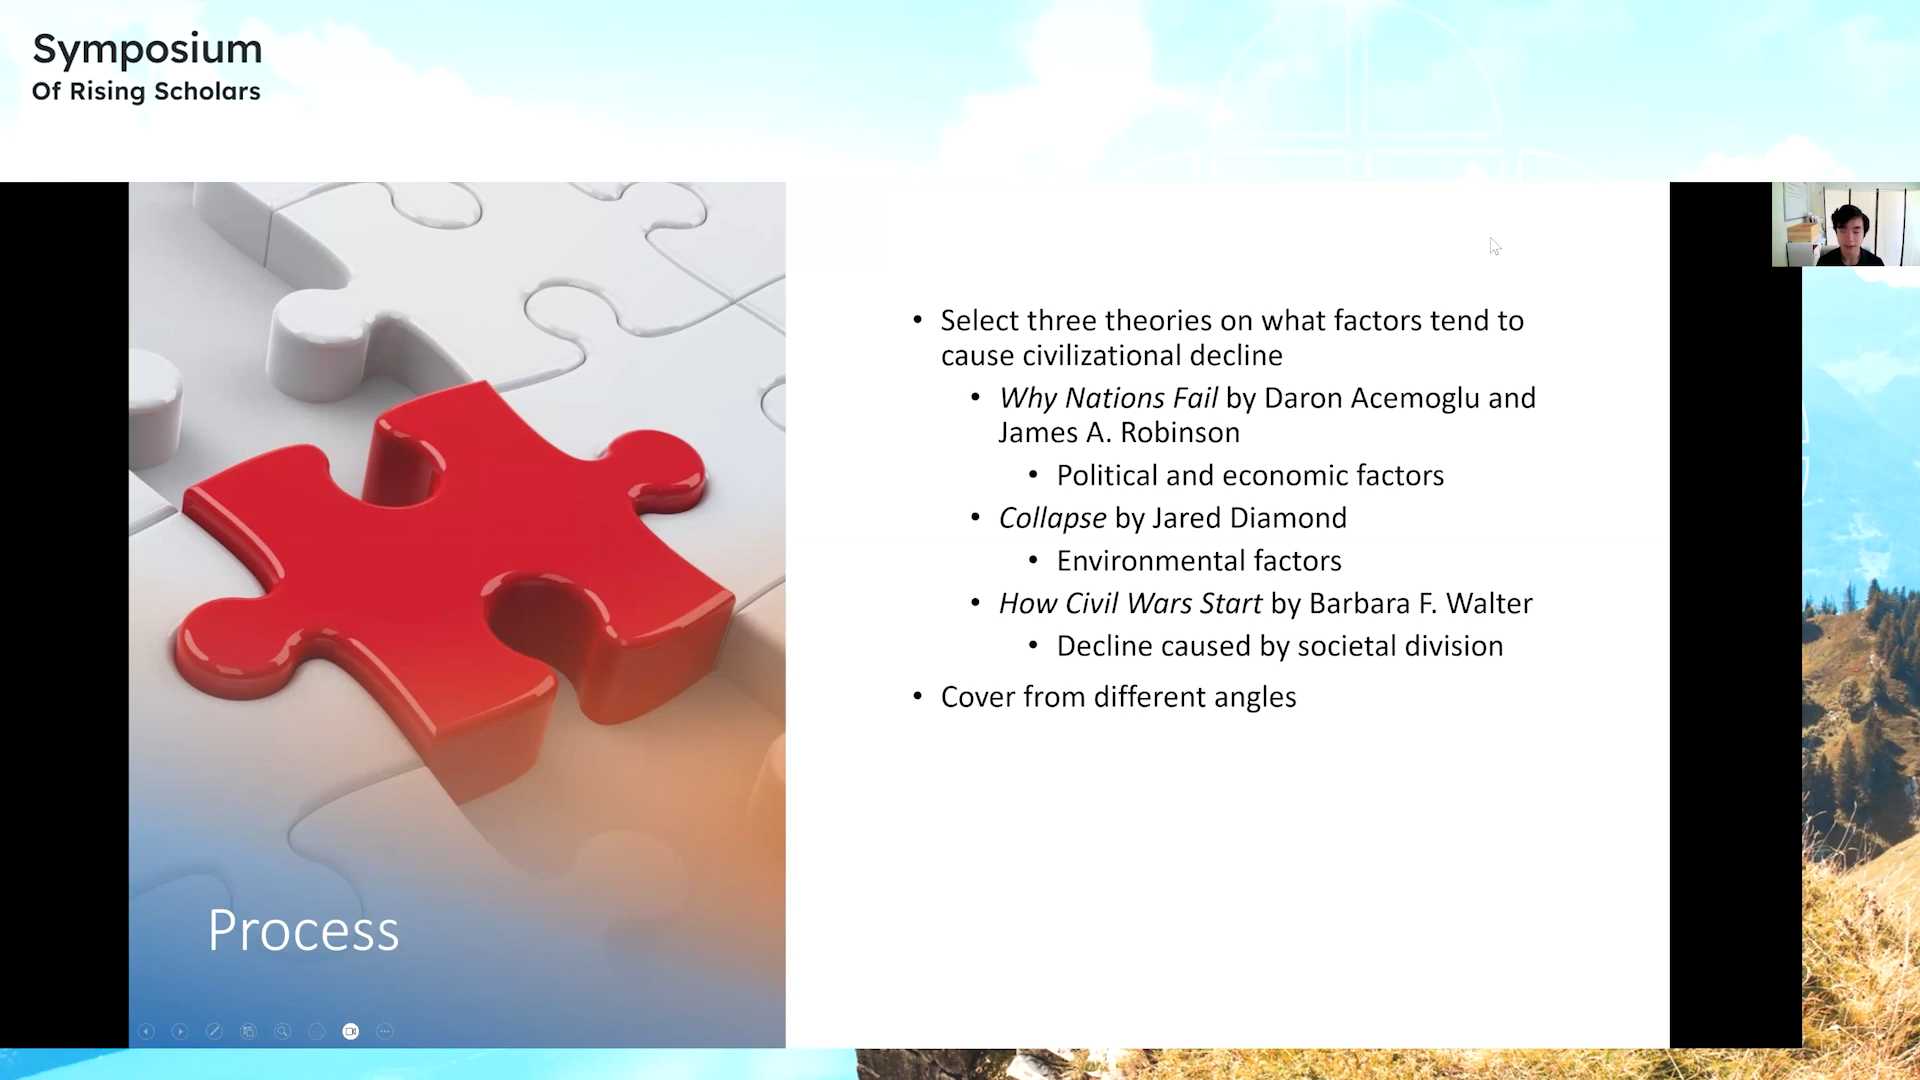 Symposium
Of Rising Scholars
• Select three theories on what factors tend to
cause civilizational decline
• Why Nations Fail by Daron Acemoglu and
James A. Robinson
• Political and economic factors
• Collapse by Jared Diamond
• Environmental factors
• How Civil Wars Start by Barbara F. Walter
• Decline caused by societal division
• Cover from different angles
Process